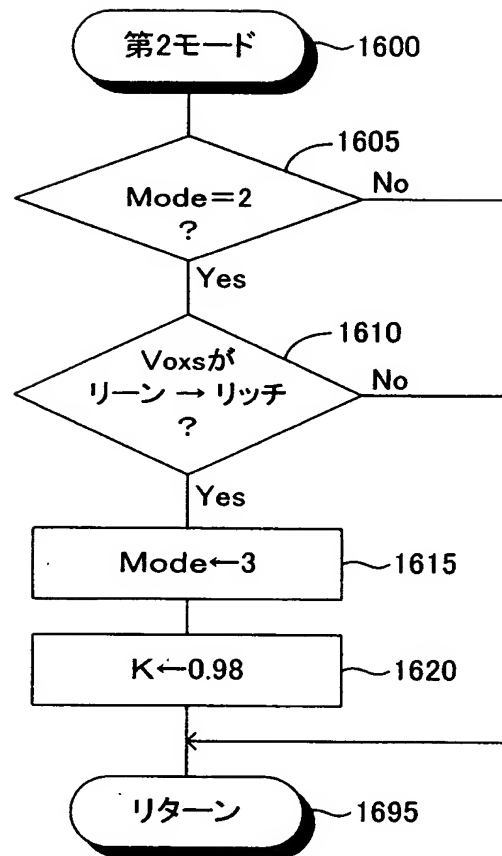 第2モード
1600
1605
Mode＝2
?
No
Yes
1610
Voxsが
リーン → リッチ
?
No
Yes
Mode←3
1615
K←0.98
1620
リターン
1695